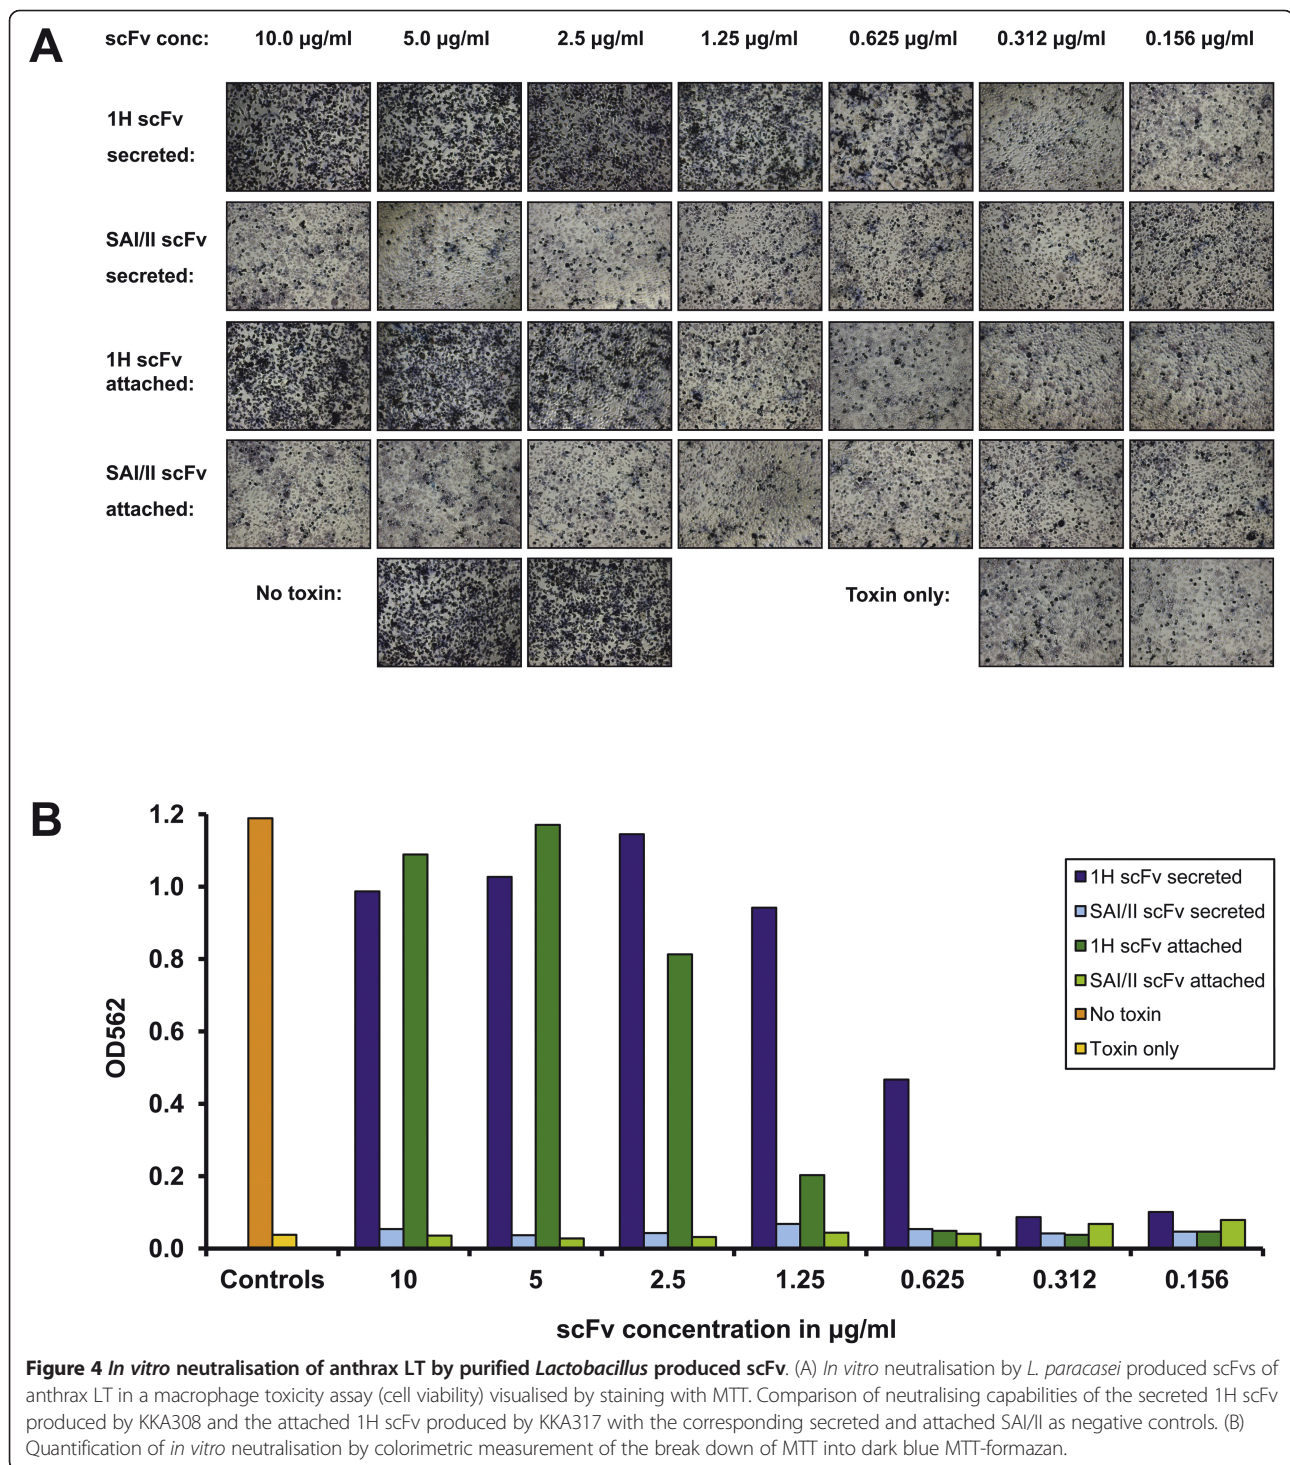 A
scFv conc: 10.0 µg/ml 5.0 µg/ml 2.5 µg/ml 1.25 µg/ml 0.625 µg/ml 0.312 µg/ml 0.156 µg/ml
1H scFv
secreted:
SAI/II scFv
secreted:
1H scFv
attached:
SAI/II scFv
attached:
No toxin: Toxin only:
B
1.2
1.0
0.8
0.6
0.4
0.2
0.0
OD562
1H scFv secreted
SAI/II scFv secreted
1H scFv attached
SAI/II scFv attached
No toxin
Toxin only
Controls 10 5 2.5 1.25 0.625 0.312 0.156
scFv concentration in µg/ml
Figure 4 In vitro neutralisation of anthrax LT by purified Lactobacillus produced scFv. (A) In vitro neutralisation by L. paracasei produced scFvs of
anthrax LT in a macrophage toxicity assay (cell viability) visualised by staining with MTT. Comparison of neutralising capabilities of the secreted 1H scFv
produced by KKA308 and the attached 1H scFv produced by KKA317 with the corresponding secreted and attached SAI/II as negative controls. (B)
Quantification of in vitro neutralisation by colorimetric measurement of the break down of MTT into dark blue MTT-formazan.